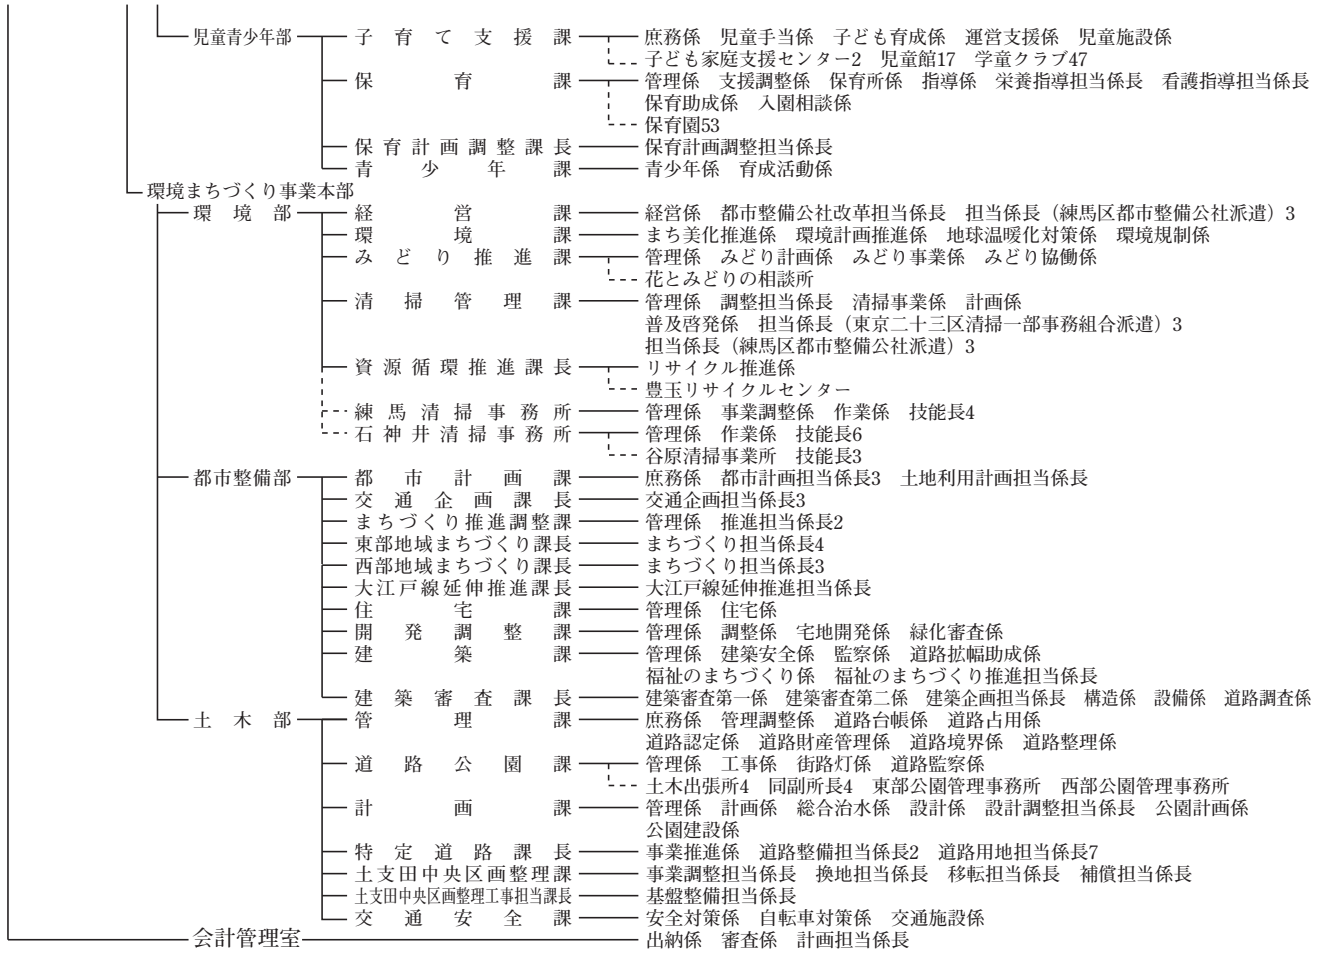 児童青少年部 子育て支援課 庶務係 児童手当係 子ども育成係 運営支援係 児童施設係
子ども家庭支援センター2 児童館17 学童クラブ47
保育課 管理係 支援調整係 保育所係 指導係 栄養指導担当係長 看護指導担当係長
保育助成係 入園相談係
保育園53
保育計画調整課長 保育計画調整担当係長
青少年課 青少年係 育成活動係
環境まちづくり事業本部
環境部 経営課 経営係 都市整備公社改革担当係長 担当係長（練馬区都市整備公社派遣）3
環境課 まち美化推進係 環境計画推進係 地球温暖化対策係 環境規制係
みどり推進課 管理係 みどり計画係 みどり事業係 みどり協働係
花とみどりの相談所
清掃管理課 管理係 調整担当係長 清掃事業係 計画係
普及啓発係 担当係長（東京二十三区清掃一部事務組合派遣）3
担当係長（練馬区都市整備公社派遣）3
資源循環推進課長 リサイクル推進係
豊玉リサイクルセンター
練馬清掃事務所 管理係 事業調整係 作業係 技能長4
石神井清掃事務所 管理係 作業係 技能長6
谷原清掃事業所 技能長3
都市整備部 都市計画課 庶務係 都市計画担当係長3 土地利用計画担当係長
交通企画課長 交通企画担当係長3
まちづくり推進調整課 管理係 推進担当係長2
東部地域まちづくり課長 まちづくり担当係長4
西部地域まちづくり課長 まちづくり担当係長3
大江戸線延伸推進課長 大江戸線延伸推進担当係長
住宅課 管理係 住宅係
開発調整課 管理係 調整係 宅地開発係 緑化審査係
建築課 管理係 建築安全係 監察係 道路拡幅助成係
福祉のまちづくり係 福祉のまちづくり推進担当係長
建築審査課長 建築審査第一係 建築審査第二係 建築企画担当係長 構造係 設備係 道路調査係
土木部 管理課 庶務係 管理調整係 道路台帳係 道路占用係
道路認定係 道路財産管理係 道路境界係 道路整理係
道路公園課 管理係 工事係 街路灯係 道路監察係
土木出張所4 同副所長4 東部公園管理事務所 西部公園管理事務所
計画課 管理係 計画係 総合治水係 設計係 設計調整担当係長 公園計画係
公園建設係
特定道路課長 事業推進係 道路整備担当係長2 道路用地担当係長7
土支田中央区画整理課 事業調整担当係長 換地担当係長 移転担当係長 補償担当係長
土支田中央区画整理工事担当課長 基盤整備担当係長
交通安全課 安全対策係 自転車対策係 交通施設係
会計管理室 出納係 審査係 計画担当係長